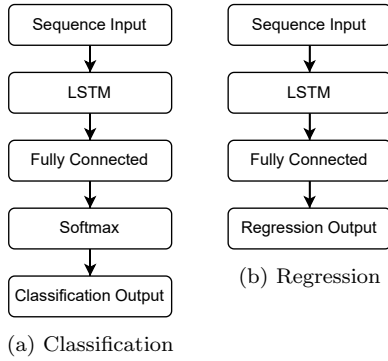 Sequence Input
LSTM
Fully Connected
Softmax
Classification Output
(a) Classification
Sequence Input
LSTM
Fully Connected
Regression Output
(b) Regression